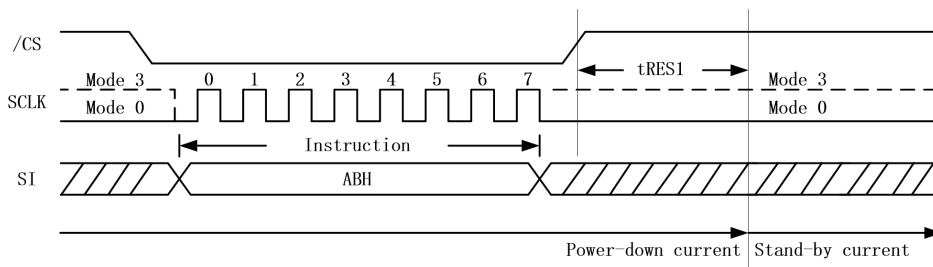 /CS
tRES1
Mode 3 0 1 2 3 4 5 6 7 Mode 3
SCLK
Mode 0 Mode 0
Instruction
SI ABH
Power-down current Stand-by current